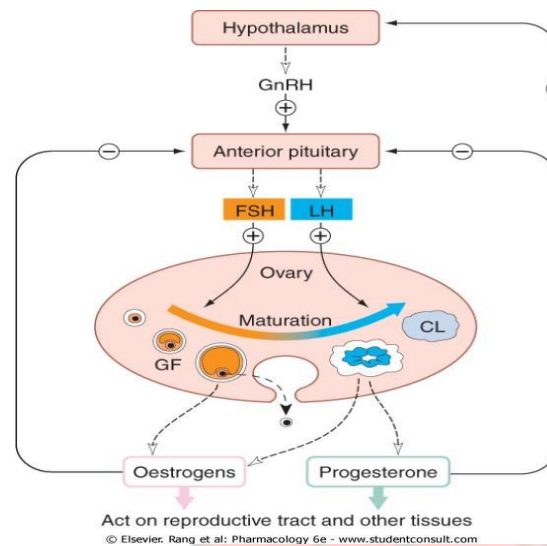 Hypothalamus
GnRH
+
− Anterior pituitary −
FSH LH
+ +
Ovary
Maturation
CL
GF
Oestrogens Progesterone
Act on reproductive tract and other tissues
© Elsevier. Rang et al: Pharmacology 6e - www.studentconsult.com